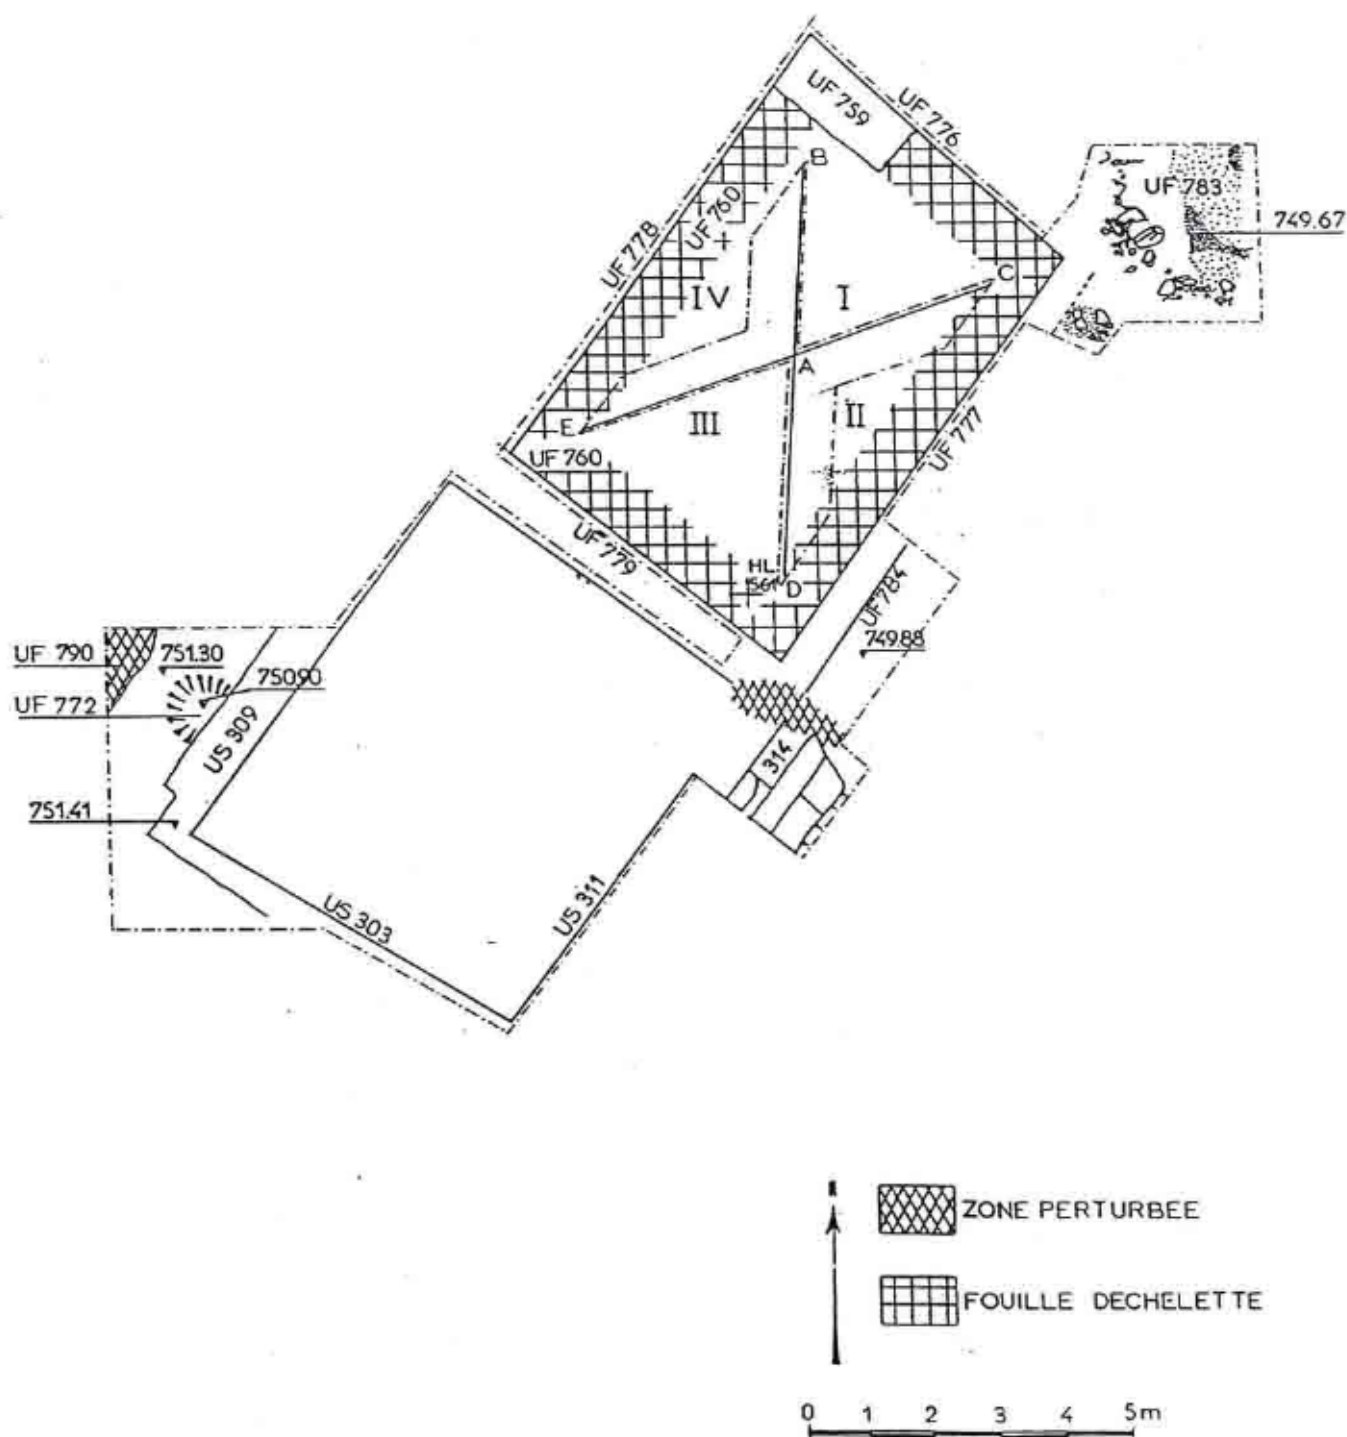 UF 759
UF 776
B
UF 760
UF 778
UF 783
749.67
C
IV
I
A
III
II
E
UF 760
UF 777
UF 779
HL
561
D
UF 784
749.88
UF 790
751.30
750.90
UF 772
US 309
314
751.41
US 303
US 311
ZONE PERTURBEE
FOUILLE DECHELETTE
0 1 2 3 4 5m